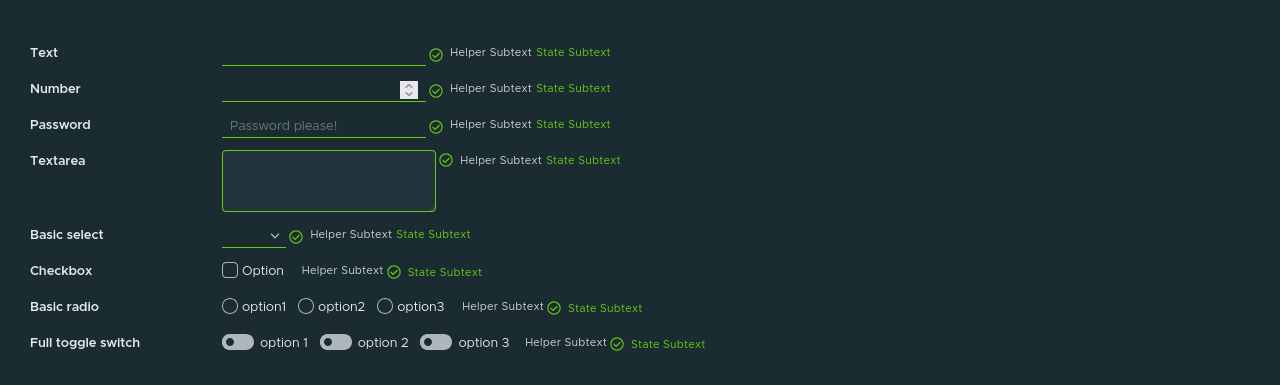 Text Helper Subtext State Subtext
Number Helper Subtext State Subtext
Password Password please! Helper Subtext State Subtext
Textarea Helper Subtext State Subtext
Basic select Helper Subtext State Subtext
Checkbox Option Helper Subtext State Subtext
Basic radio option1 option2 option3 Helper Subtext State Subtext
Full toggle switch option 1 option 2 option 3 Helper Subtext State Subtext